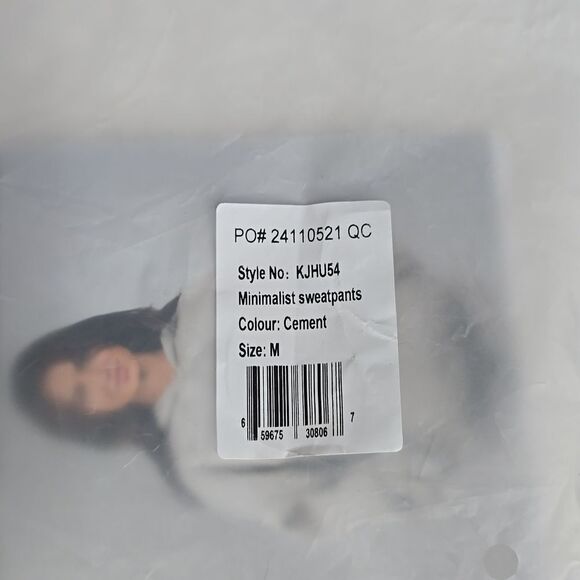 PO# 24110521 QC
Style No: KJHU54
Minimalist sweatpants
Colour: Cement
Size: M
6 59675 30806 7